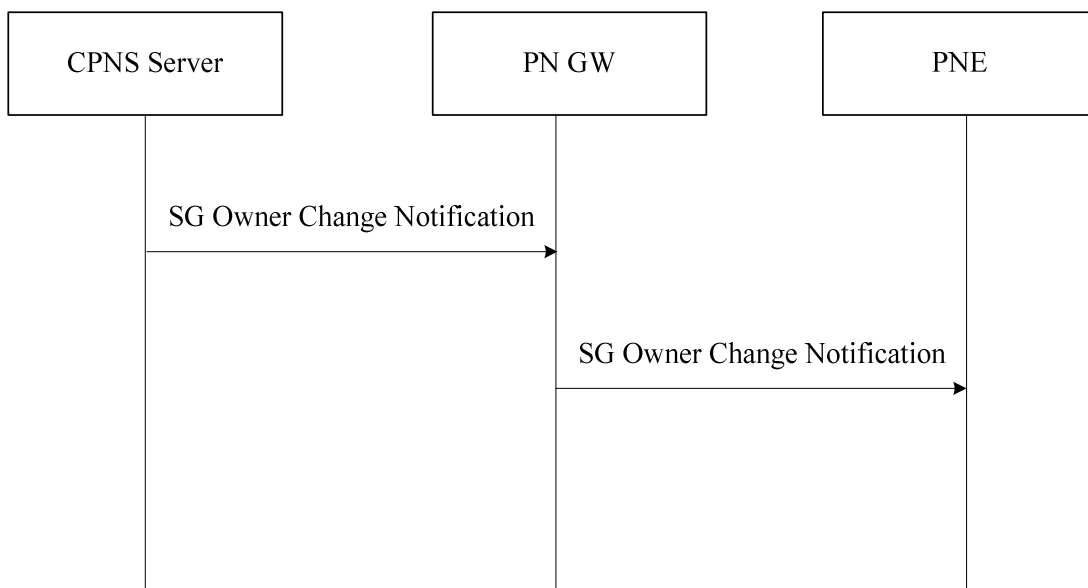 CPNS Server
PN GW
PNE
SG Owner Change Notification
SG Owner Change Notification